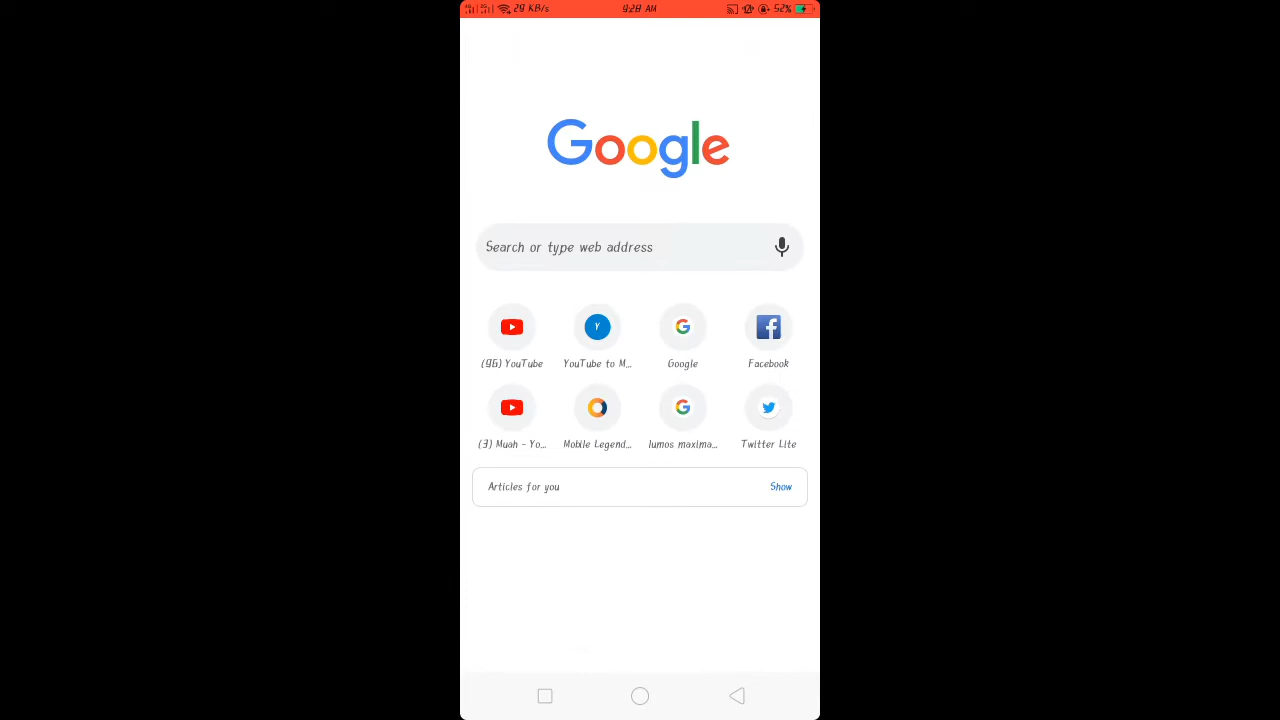 29 KB/s 9:28 AM 52%
Google
Search or type web address
(96) YouTube YouTube to M... Google Facebook
(3) Muah - Yo... Mobile Legend... lumos maxima... Twitter Lite
Articles for you Show